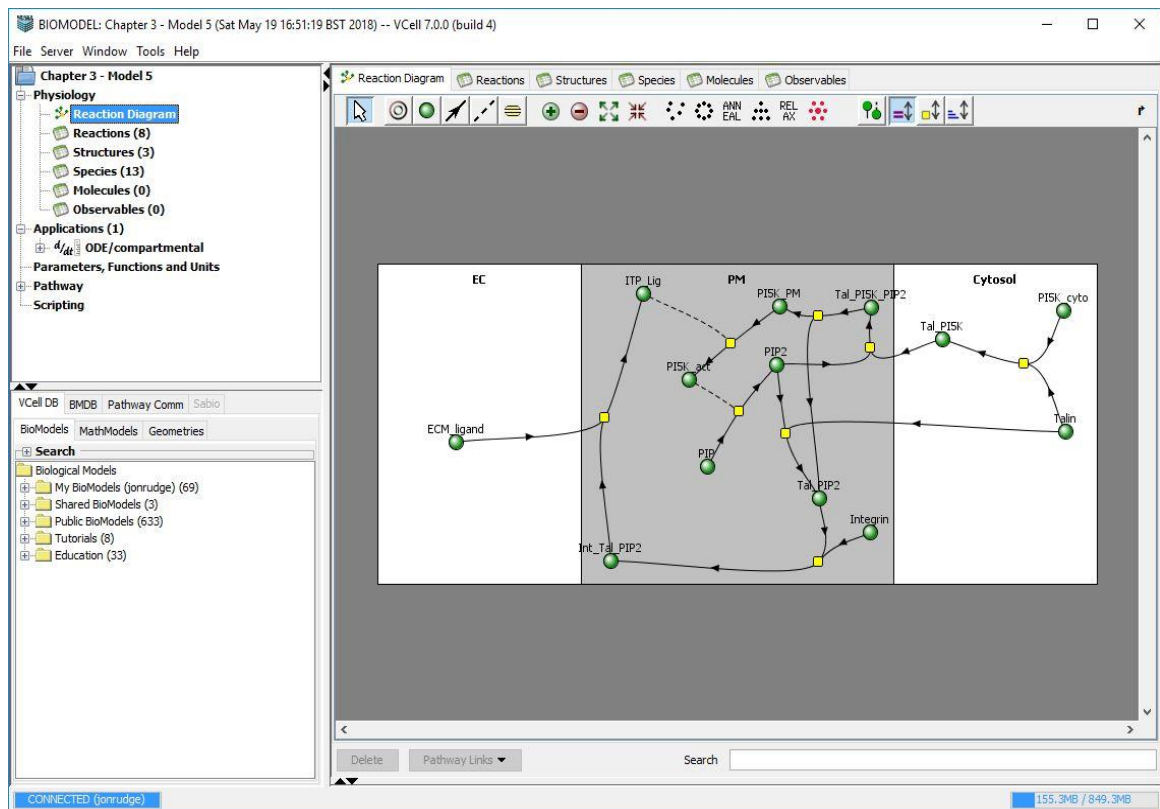 BIOMODEL: Chapter 3 - Model 5 (Sat May 19 16:51:19 BST 2018) -- VCell 7.0.0 (build 4)
File Server Window Tools Help
Chapter 3 - Model 5
Physiology
Reaction Diagram
Reactions (8)
Structures (3)
Species (13)
Molecules (0)
Observables (0)
Applications (1)
d/dt ODE/compartmental
Parameters, Functions and Units
Pathway
Scripting
VCell DB BMDB Pathway Comm Sabio
BioModels MathModels Geometries
Search
Biological Models
My BioModels (jonrudge) (69)
Shared BioModels (3)
Public BioModels (633)
Tutorials (8)
Education (33)
Reaction Diagram Reactions Structures Species Molecules Observables
ANN EAL REL AX
EC PM Cytosol
ITP_Lig
PI5K_PM
Tal_PI5K_PIP2
PI5K_cyto
Tal_PI5K
PIP2
PI5K_act
ECM_ligand
Talin
PIP
Tal_PIP2
Integrin
Int_Tal_PIP2
Delete Pathway Links Search
CONNECTED (jonrudge) 155.3MB / 849.3MB